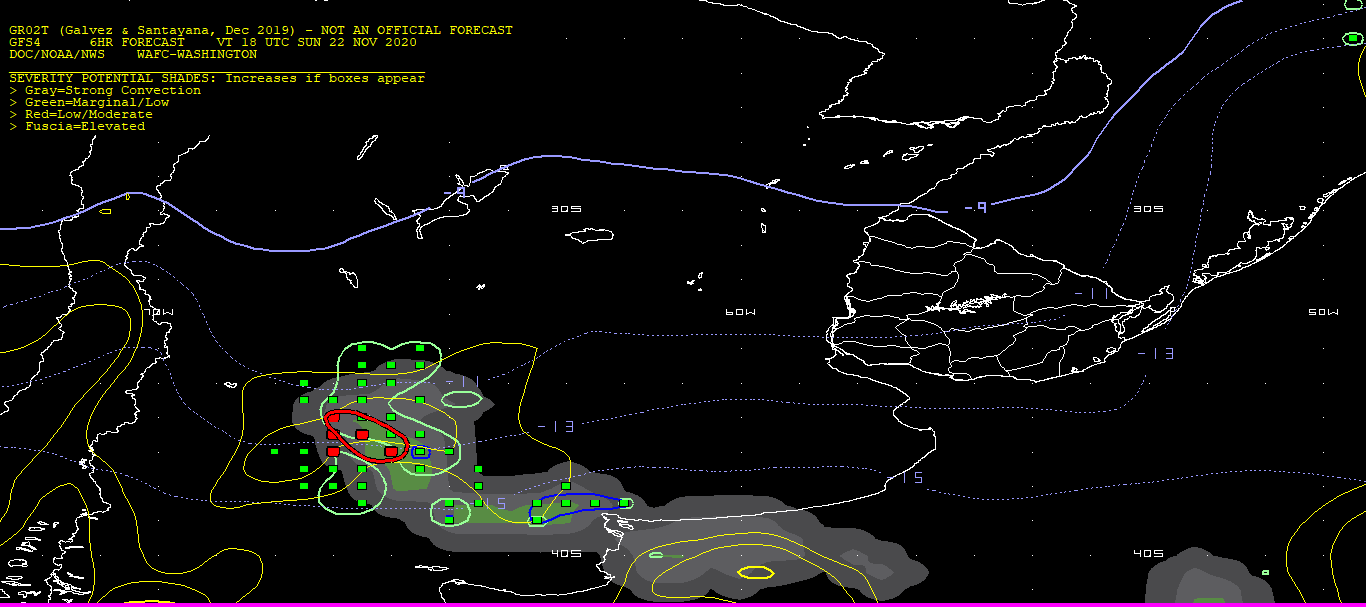 GR02T (Galvez & Santayana, Dec 2019) - NOT AN OFFICIAL FORECAST
GFS4 6HR FORECAST VT 18 UTC SUN 22 NOV 2020
DOC/NOAA/NWS WAFC-WASHINGTON
SEVERITY POTENTIAL SHADES: Increases if boxes appear
> Gray=Strong Convection
> Green=Marginal/Low
> Red=Low/Moderate
> Fuscia=Elevated
-9
30S
-9
30S
-11
70W
60W
50W
-13
-11
-13
15
15
40S
40S